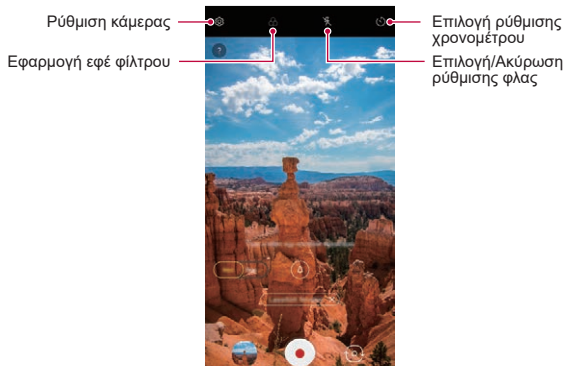 Ρύθμιση κάμερας
Εφαρμογή εφέ φίλτρου
Επιλογή ρύθμισης
χρονομέτρου
Επιλογή/Ακύρωση
ρύθμισης φλας
?